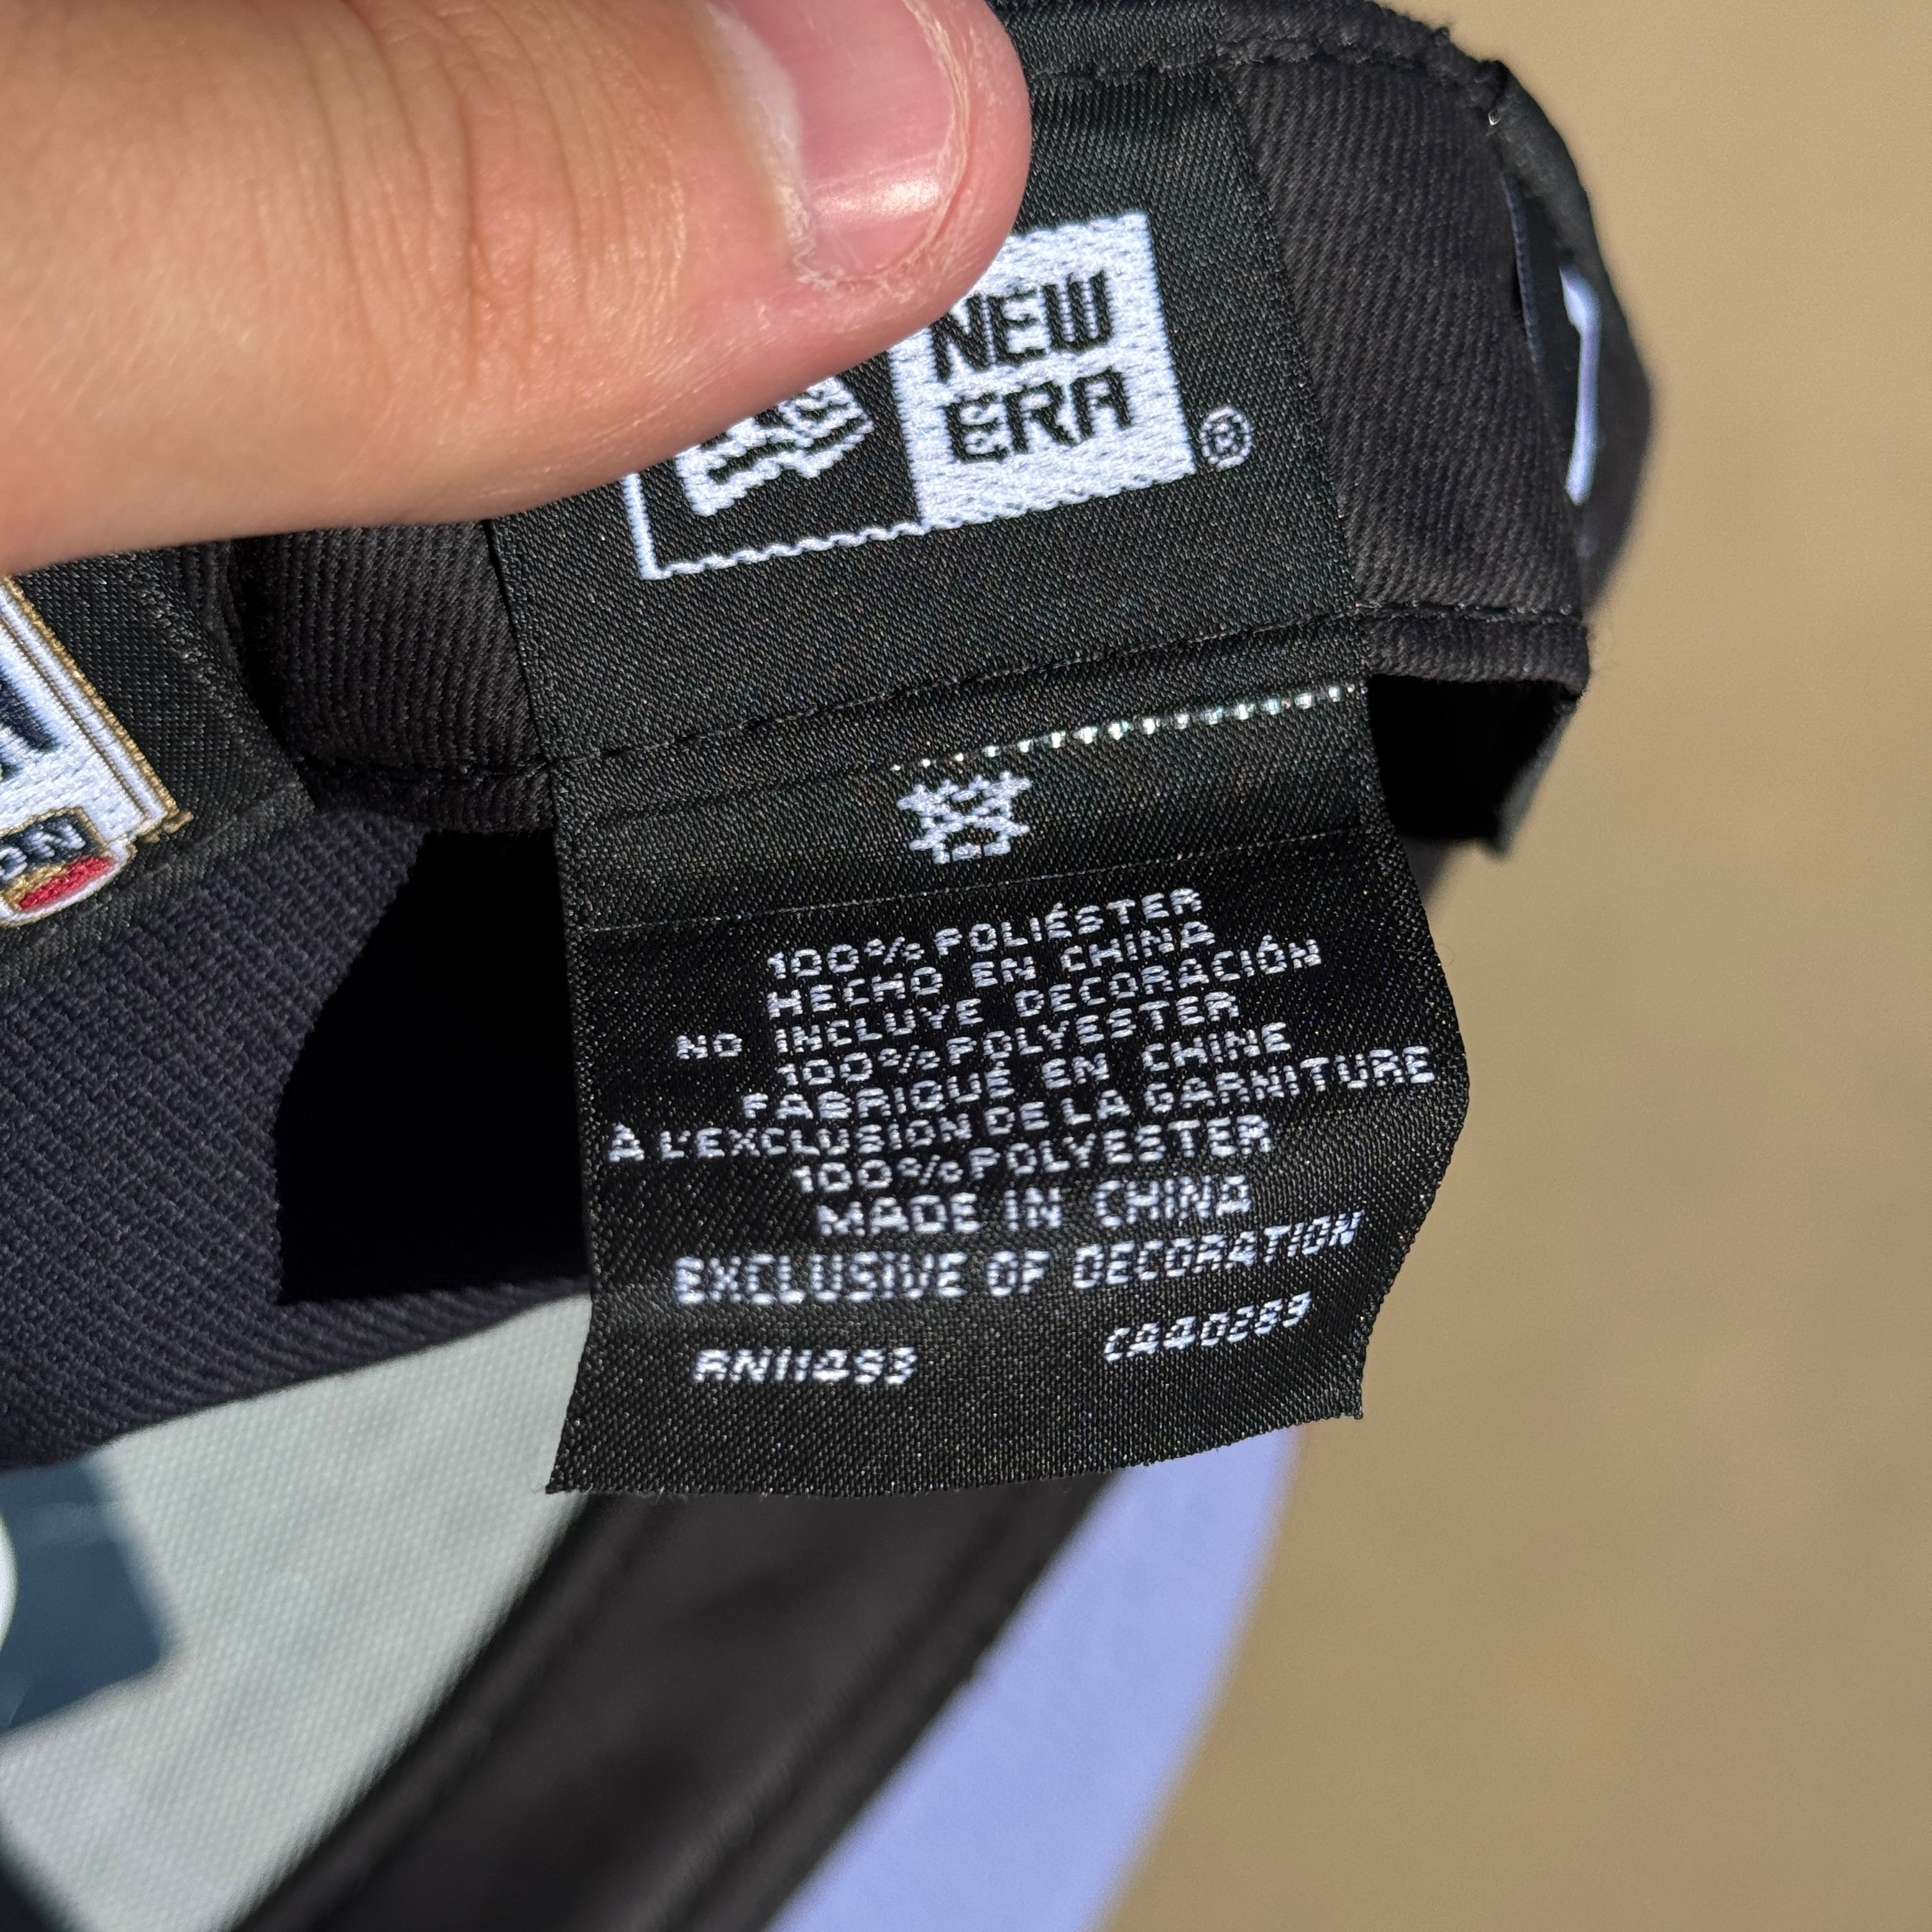 NEW
ERA
®
100% POLIÉSTER
HECHO EN CHINA
NO INCLUYE DECORACIÓN
100% POLYESTER
FABRIQUÉ EN CHINE
À L'EXCLUSION DE LA GARNITURE
100% POLYESTER
MADE IN CHINA
EXCLUSIVE OF DECORATION
RN11493 CA40289